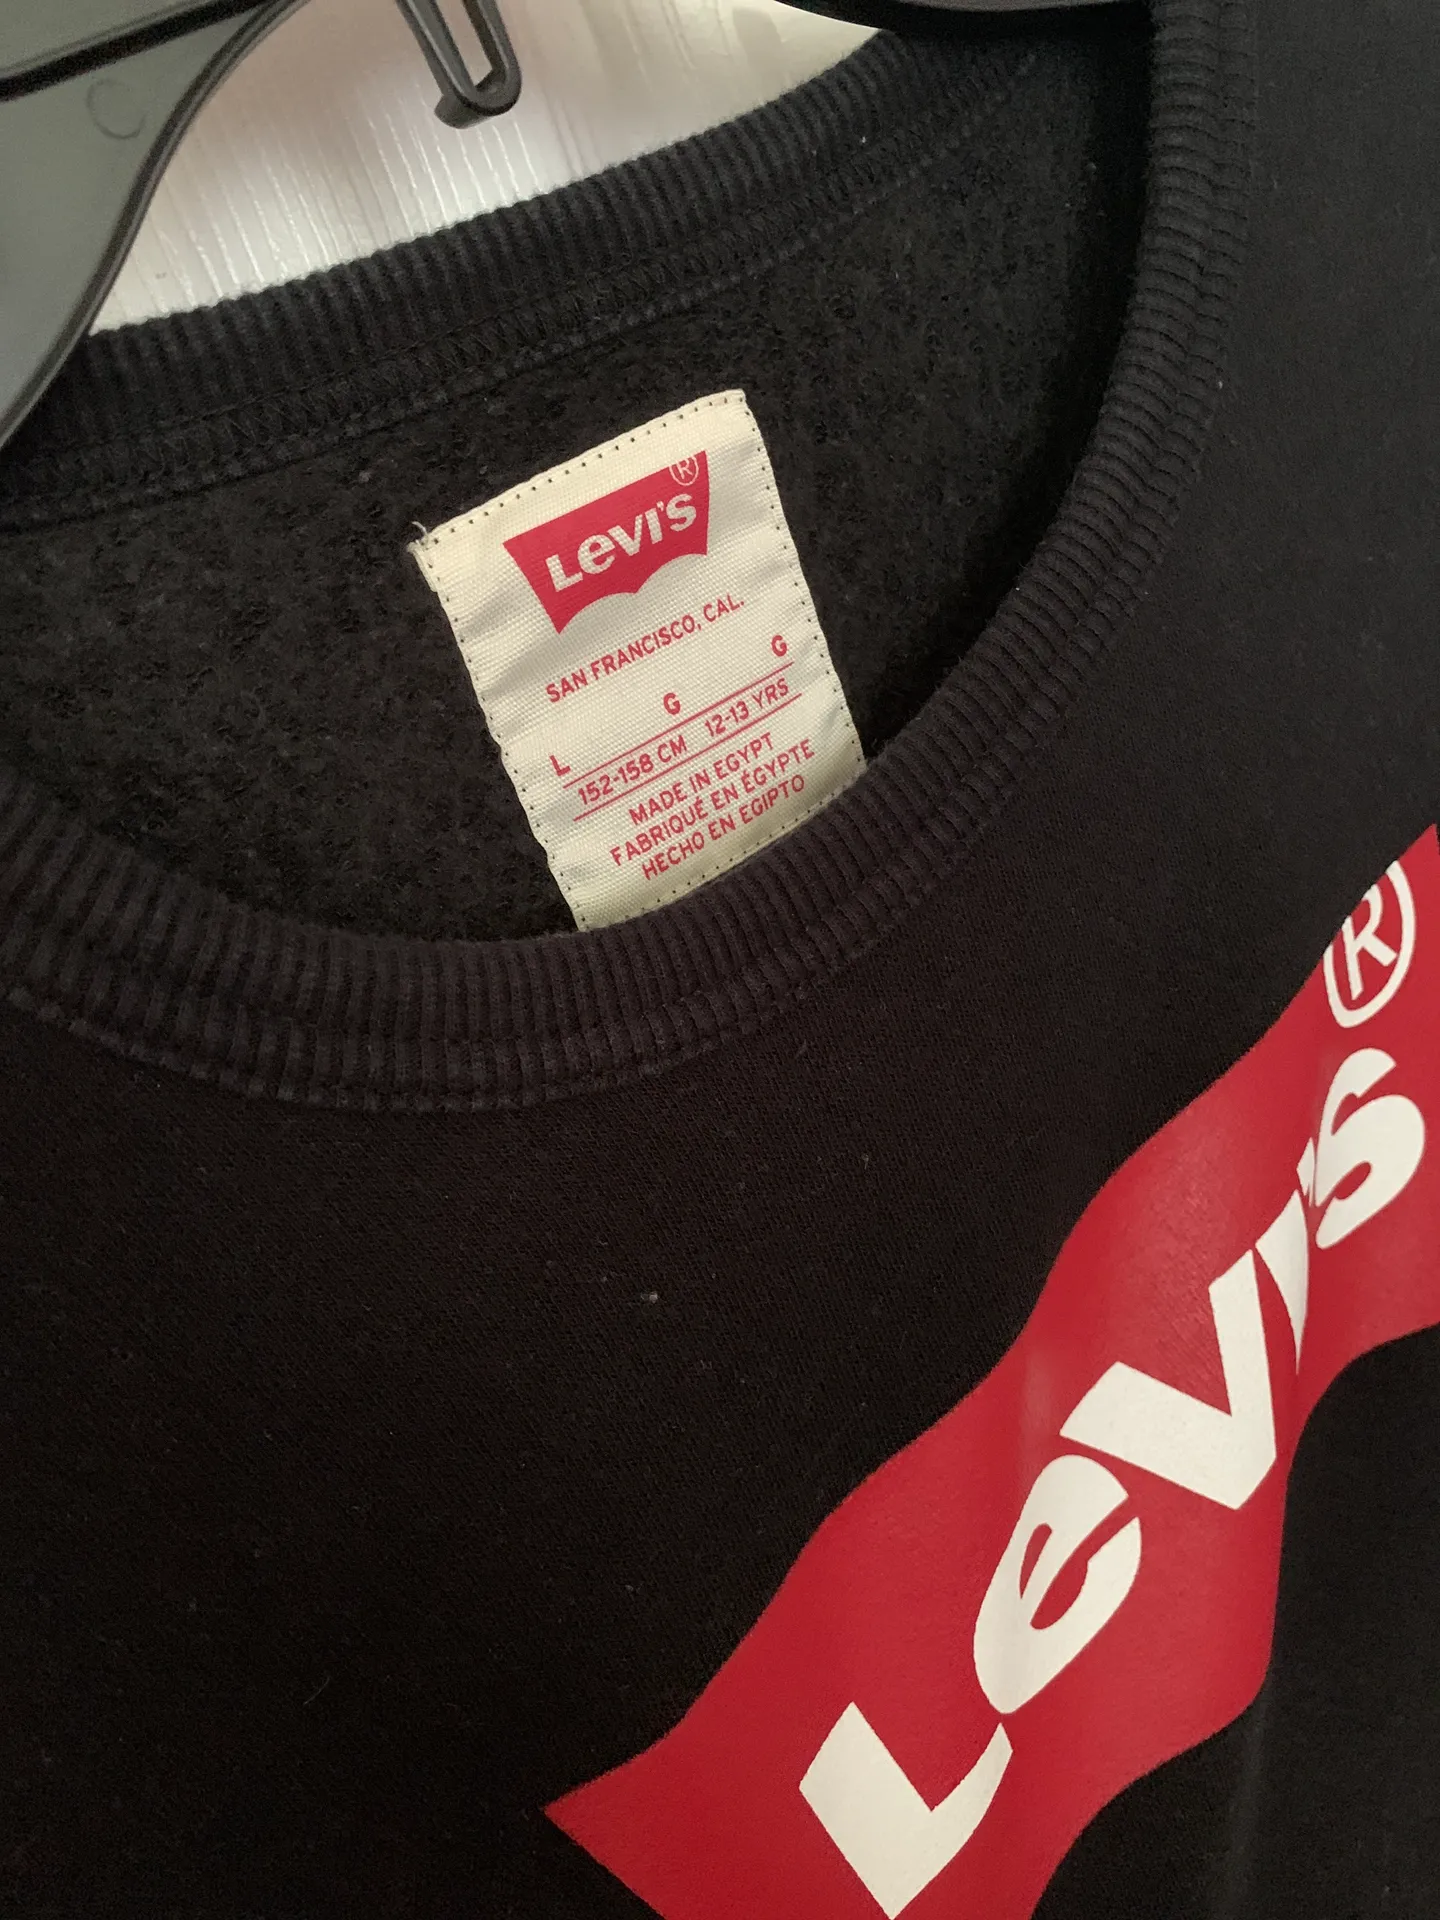 Levi's®
SAN FRANCISCO, CAL.
L G G
152-158 CM 12-13 YRS
MADE IN EGYPT
FABRIQUÉ EN ÉGYPTE
HECHO EN EGIPTO
Levi's®